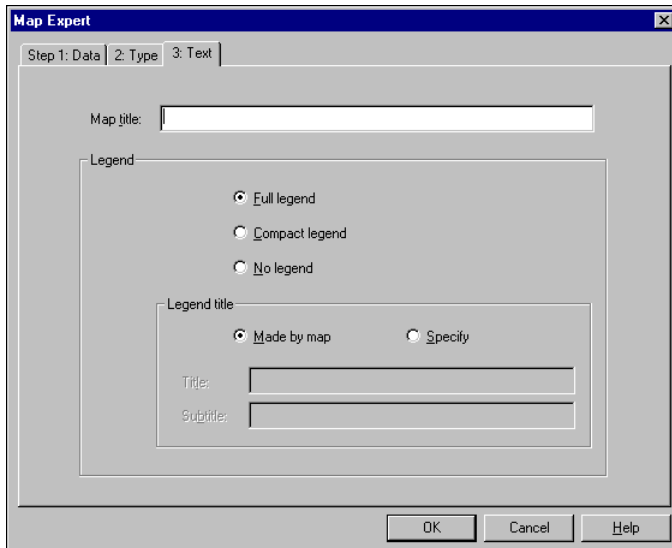 Map Expert
Step 1: Data 2: Type 3: Text
Map title:
Legend
Full legend
Compact legend
No legend
Legend title
Made by map Specify
Title:
Subtitle:
OK Cancel Help